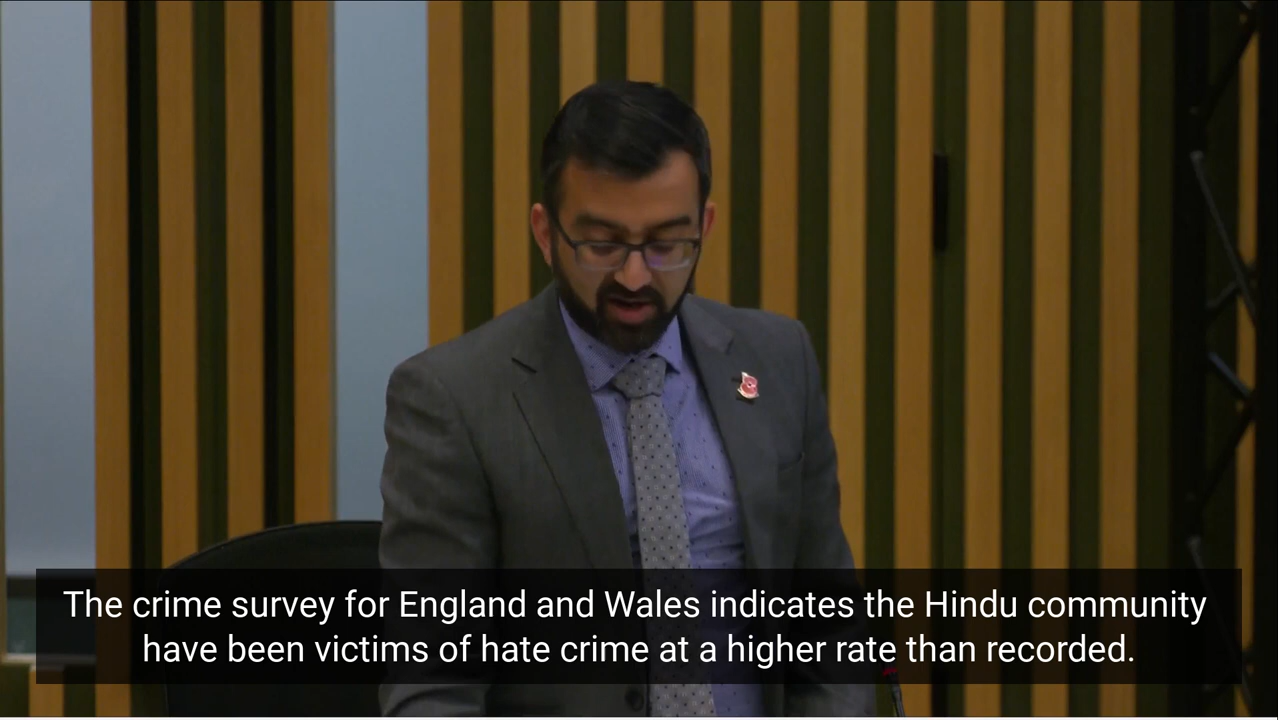 The crime survey for England and Wales indicates the Hindu community
have been victims of hate crime at a higher rate than recorded.